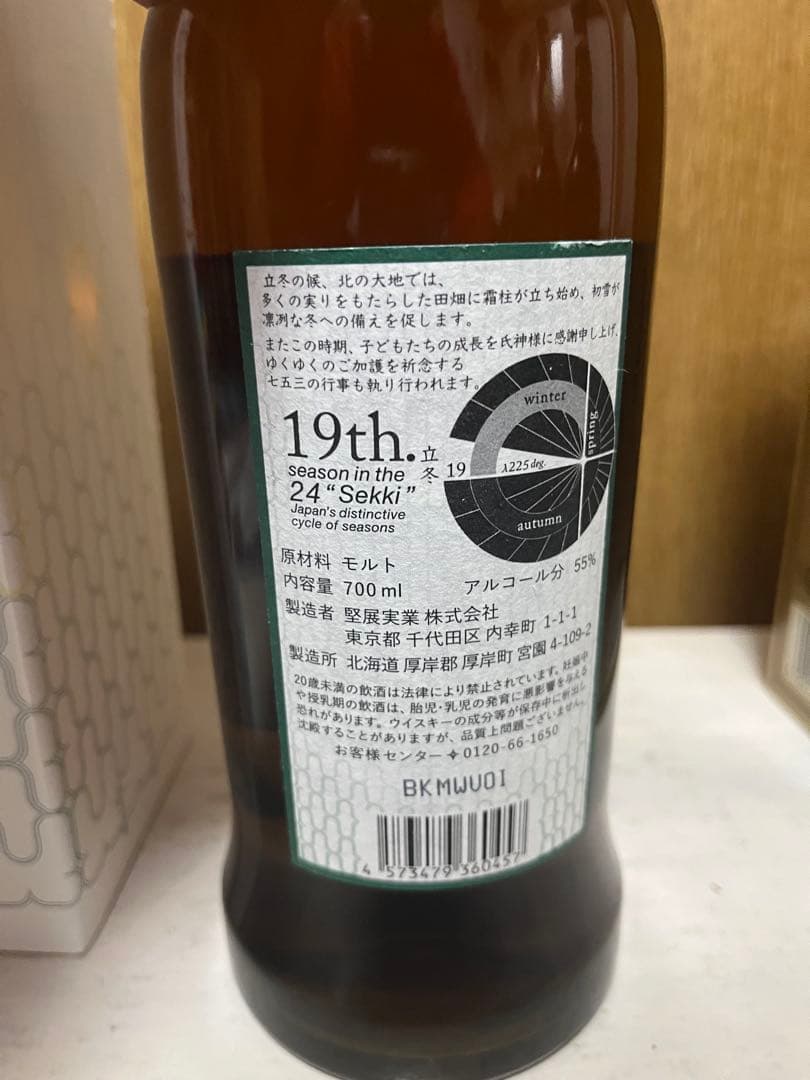 立冬の候、北の大地では、
多くの実りをもたらした田畑に霜柱が立ち始め、初雪が
凛冽な冬への備えを促します。
またこの時期、子どもたちの成長を氏神様に感謝申し上げ、
ゆくゆくのご加護を祈念する
七五三の行事も執り行われます。
19th.
立冬
season in the
24 “Sekki”
Japan's distinctive
cycle of seasons
winter
spring
19
λ225 deg.
autumn
原材料 モルト
内容量 700 ml
アルコール分 55%
製造者 堅展実業 株式会社
東京都 千代田区 内幸町 1-1-1
製造所 北海道 厚岸郡 厚岸町 宮園 4-109-2
20歳未満の飲酒は法律により禁止されています。妊娠中
や授乳期の飲酒は、胎児・乳児の発育に悪影響を与える
恐れがあります。ウイスキーの成分等が保存中に析出し
沈殿することがありますが、品質上問題ございません。
お客様センター✧0120-66-1650
BKMWUOI
4 573479 360457